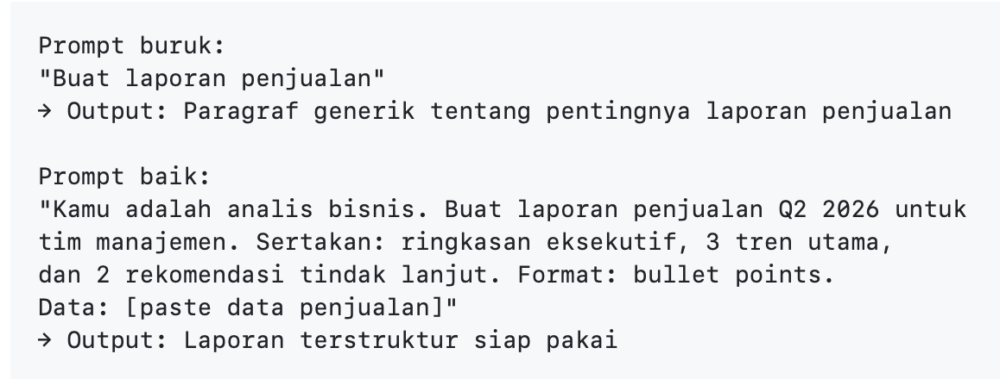 Prompt buruk:
"Buat laporan penjualan"
→ Output: Paragraf generik tentang pentingnya laporan penjualan
Prompt baik:
"Kamu adalah analis bisnis. Buat laporan penjualan Q2 2026 untuk
tim manajemen. Sertakan: ringkasan eksekutif, 3 tren utama,
dan 2 rekomendasi tindak lanjut. Format: bullet points.
Data: [paste data penjualan]"
→ Output: Laporan terstruktur siap pakai